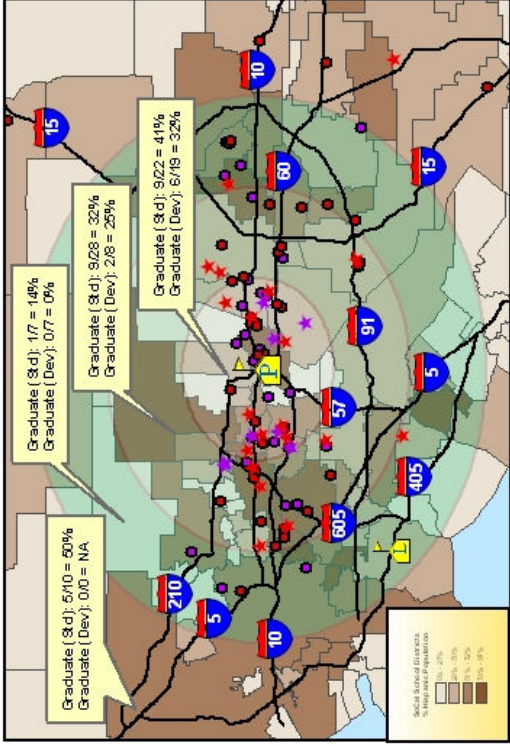 Graduate (Std): 5/10 = 50%
Graduate (Dev): 0/0 = NA
Graduate (Std): 1/7 = 14%
Graduate (Dev): 0/7 = 0%
Graduate (Std): 9/28 = 32%
Graduate (Dev): 2/8 = 25%
Graduate (Std): 9/22 = 41%
Graduate (Dev): 6/19 = 32%
210
5
10
15
10
60
15
91
5
57
605
405
P
L
SoCal School Districts
% Hispanic Population